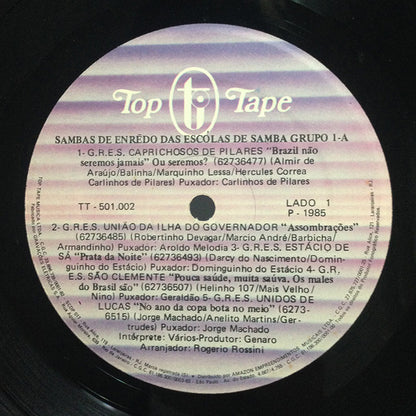 Top Tape
SAMBAS DE ENRÊDO DAS ESCOLAS DE SAMBA GRUPO 1-A
1- G.R.E.S. CAPRICHOSOS DE PILARES "Brazil não
seremos jamais" Ou seremos? (62736477) (Almir de
Araújo/Balinha/Marquinho Lessa/Hercules Correa
Carlinhos de Pilares) Puxador: Carlinhos de Pilares
TT - 501.002
LADO 1
P - 1985
2- G.R.E.S. UNIÃO DA ILHA DO GOVERNADOR "Assombrações"
(62736485) (Robertinho Devagar/Marcio André/Barbicha/
Armandinho) Puxador: Aroldo Melodia 3- G.R.E.S. ESTÁCIO DE
SÁ "Prata da Noite" (62736493) (Darcy do Nascimento/Domin-
guinho do Estácio) Puxador: Dominguinho do Estácio 4- G.R.
E.S. SÃO CLEMENTE "Pouca saúde, muita saúva. Os males
do Brasil são" (62736507) (Helinho 107/Mais Velho/
Nino) Puxador: Geraldão 5- G.R.E.S. UNIDOS DE
LUCAS "No ano da copa bota no meio" (6273-
6515) (Jorge Machado/Anelito Martins/Ger-
trudes) Puxador: Jorge Machado
Intérprete: Vários-Produtor: Genaro
Arranjador: Rogerio Rossini